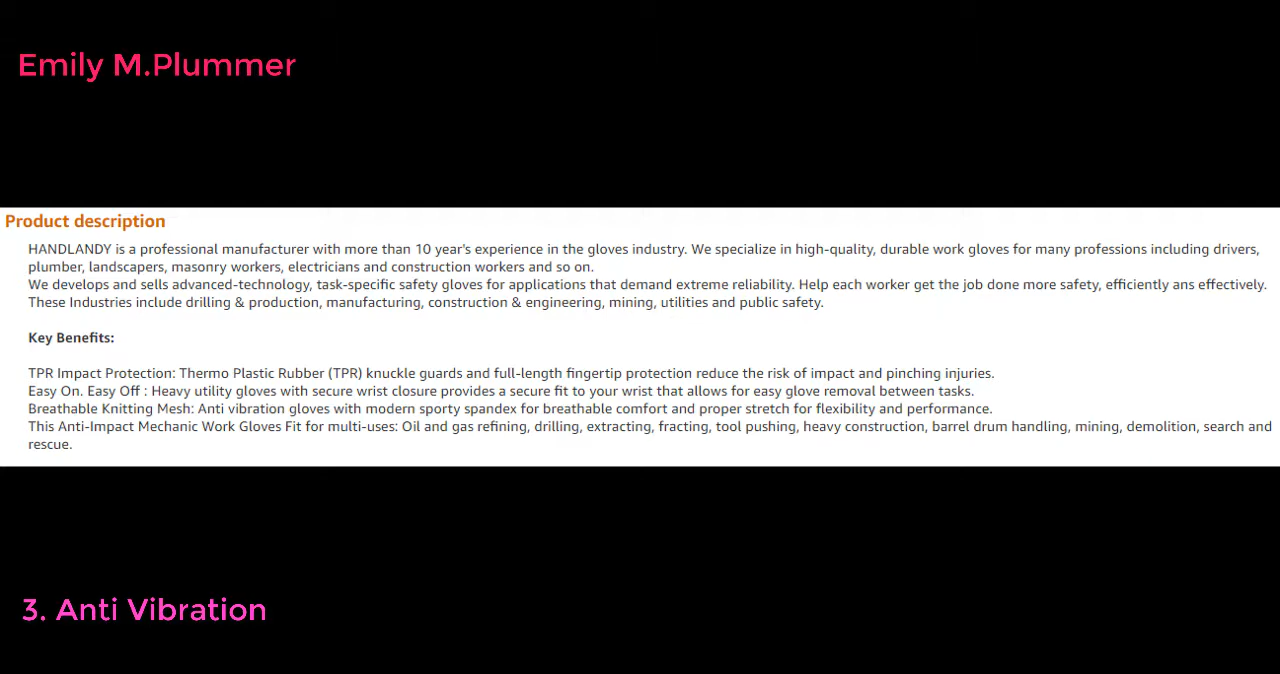 Emily M.Plummer
Product description
HANDLANDY is a professional manufacturer with more than 10 year's experience in the gloves industry. We specialize in high-quality, durable work gloves for many professions including drivers,
plumber, landscapers, masonry workers, electricians and construction workers and so on.
We develops and sells advanced-technology, task-specific safety gloves for applications that demand extreme reliability. Help each worker get the job done more safety, efficiently ans effectively.
These Industries include drilling & production, manufacturing, construction & engineering, mining, utilities and public safety.
Key Benefits:
TPR Impact Protection: Thermo Plastic Rubber (TPR) knuckle guards and full-length fingertip protection reduce the risk of impact and pinching injuries.
Easy On. Easy Off : Heavy utility gloves with secure wrist closure provides a secure fit to your wrist that allows for easy glove removal between tasks.
Breathable Knitting Mesh: Anti vibration gloves with modern sporty spandex for breathable comfort and proper stretch for flexibility and performance.
This Anti-Impact Mechanic Work Gloves Fit for multi-uses: Oil and gas refining, drilling, extracting, fracting, tool pushing, heavy construction, barrel drum handling, mining, demolition, search and
rescue.
3. Anti Vibration